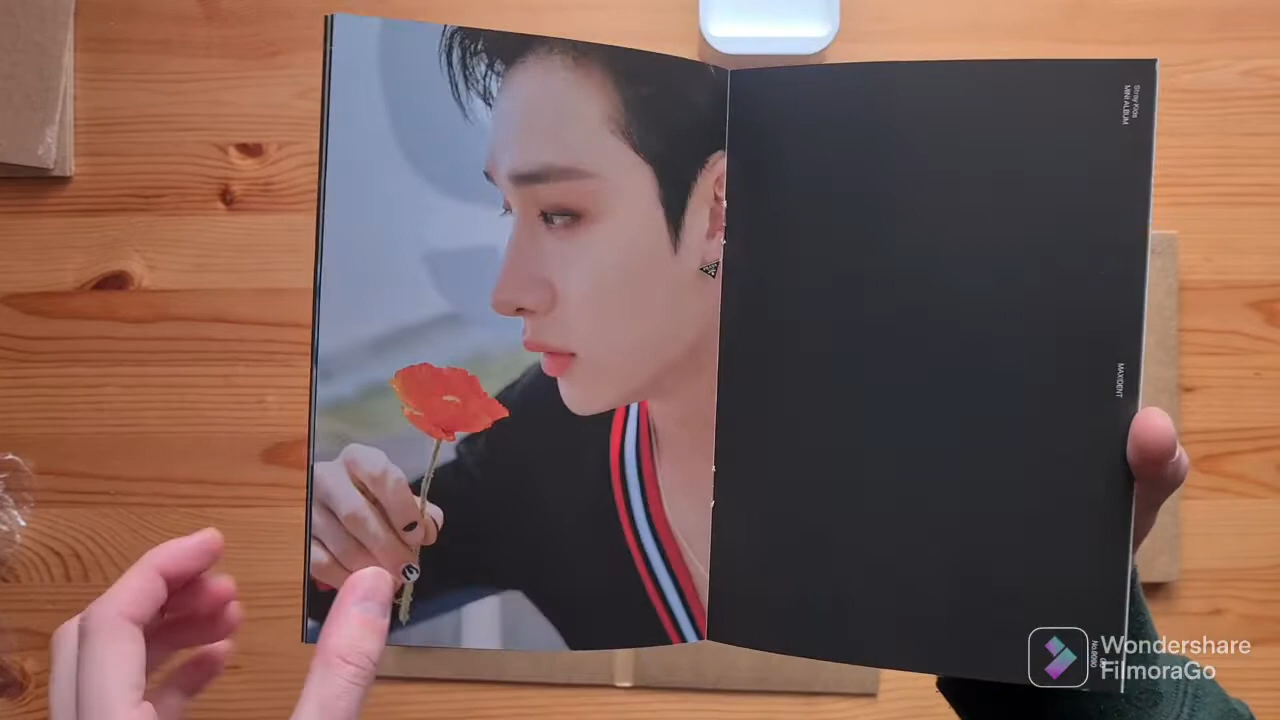 Stray Kids
MINI ALBUM
MAXIDENT
Wondershare
FilmoraGo